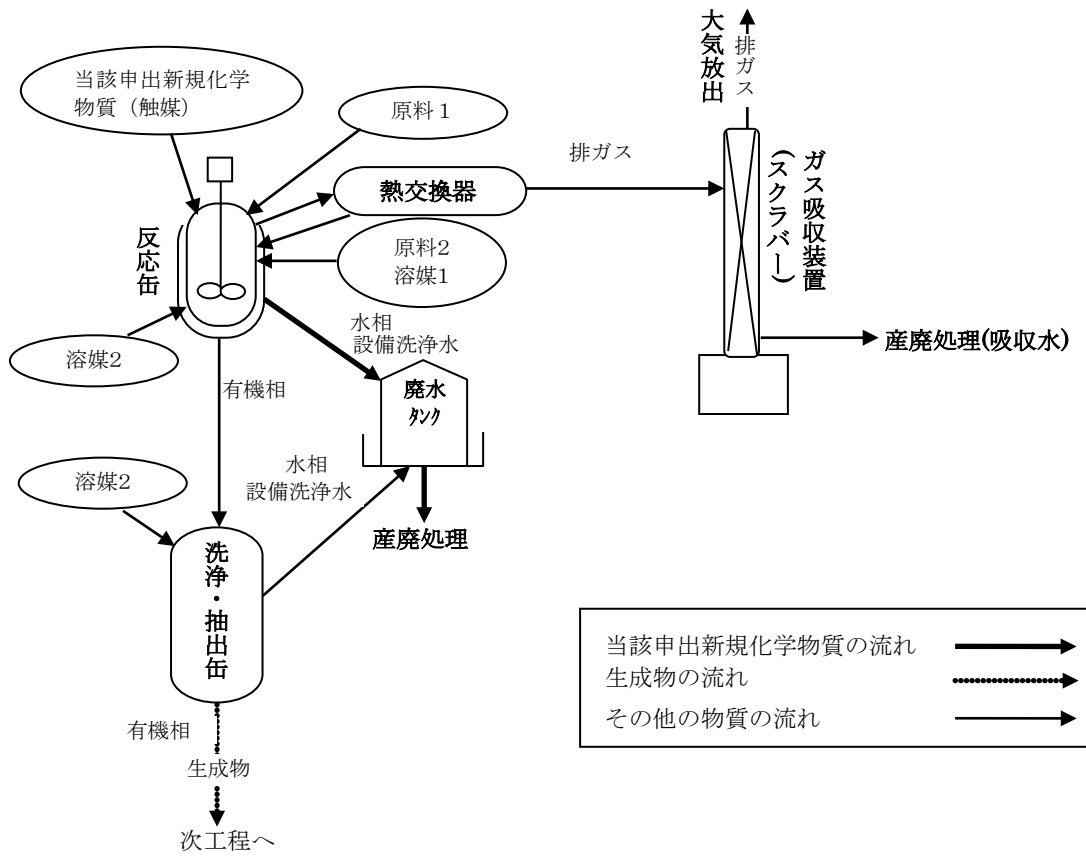 当該申出新規化学
物質（触媒）
原料１
熱交換器
原料2
溶媒1
反応缶
溶媒2
水相
設備洗浄水
廃水
ﾀﾝｸ
産廃処理
有機相
溶媒2
水相
設備洗浄水
洗浄・抽出缶
有機相
生成物
次工程へ
排ガス
大気放出
排ガス
ガス吸収装置
(スクラバー)
産廃処理(吸収水)
当該申出新規化学物質の流れ
生成物の流れ
その他の物質の流れ